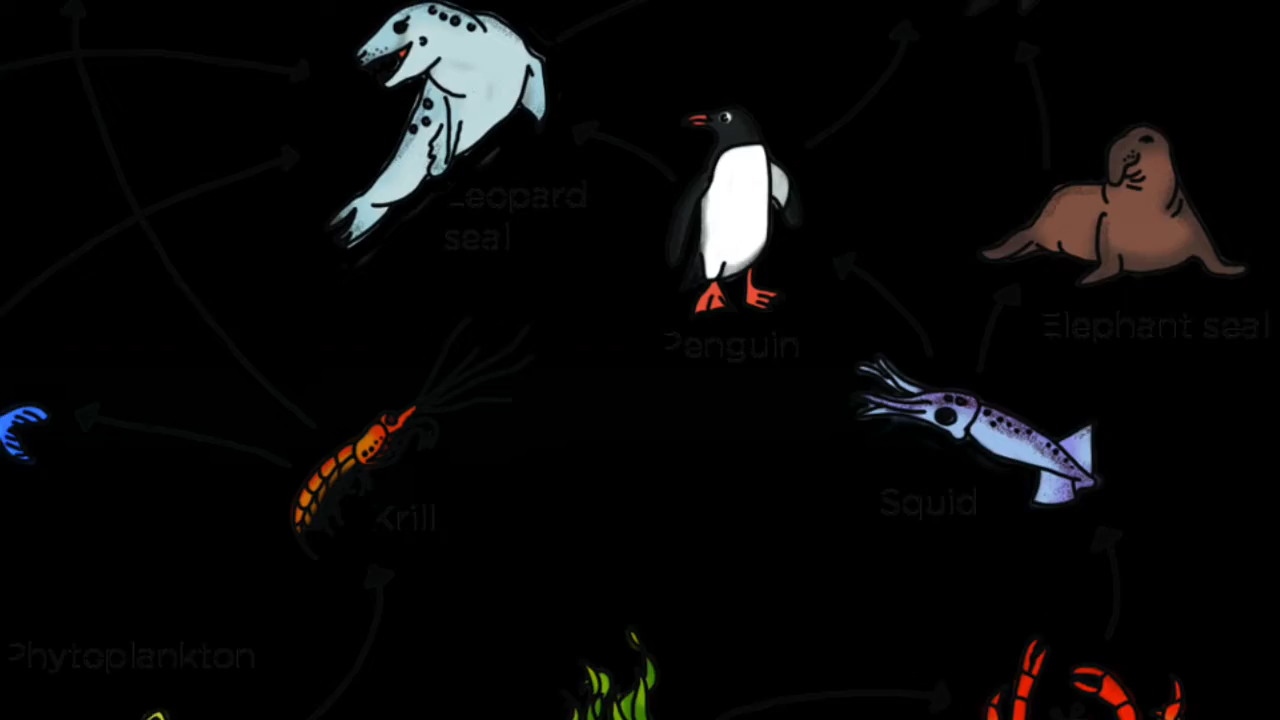 Leopard
seal
Penguin
Elephant seal
Krill
Squid
Phytoplankton